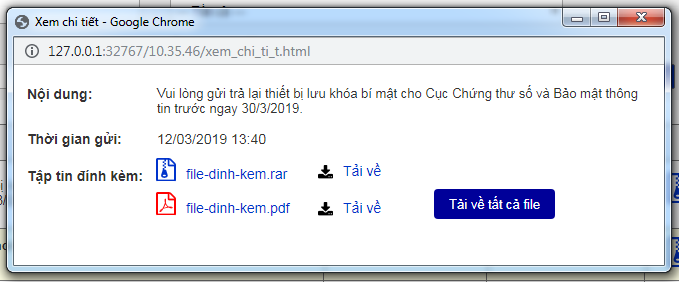 Xem chi tiết - Google Chrome
127.0.0.1:32767/10.35.46/xem_chi_ti_t.html
Nội dung: Vui lòng gửi trả lại thiết bị lưu khóa bí mật cho Cục Chứng thư số và Bảo mật thông
tin trước ngay 30/3/2019.
Thời gian gửi: 12/03/2019 13:40
Tập tin đính kèm: file-dinh-kem.rar Tải về
file-dinh-kem.pdf Tải về Tải về tất cả file